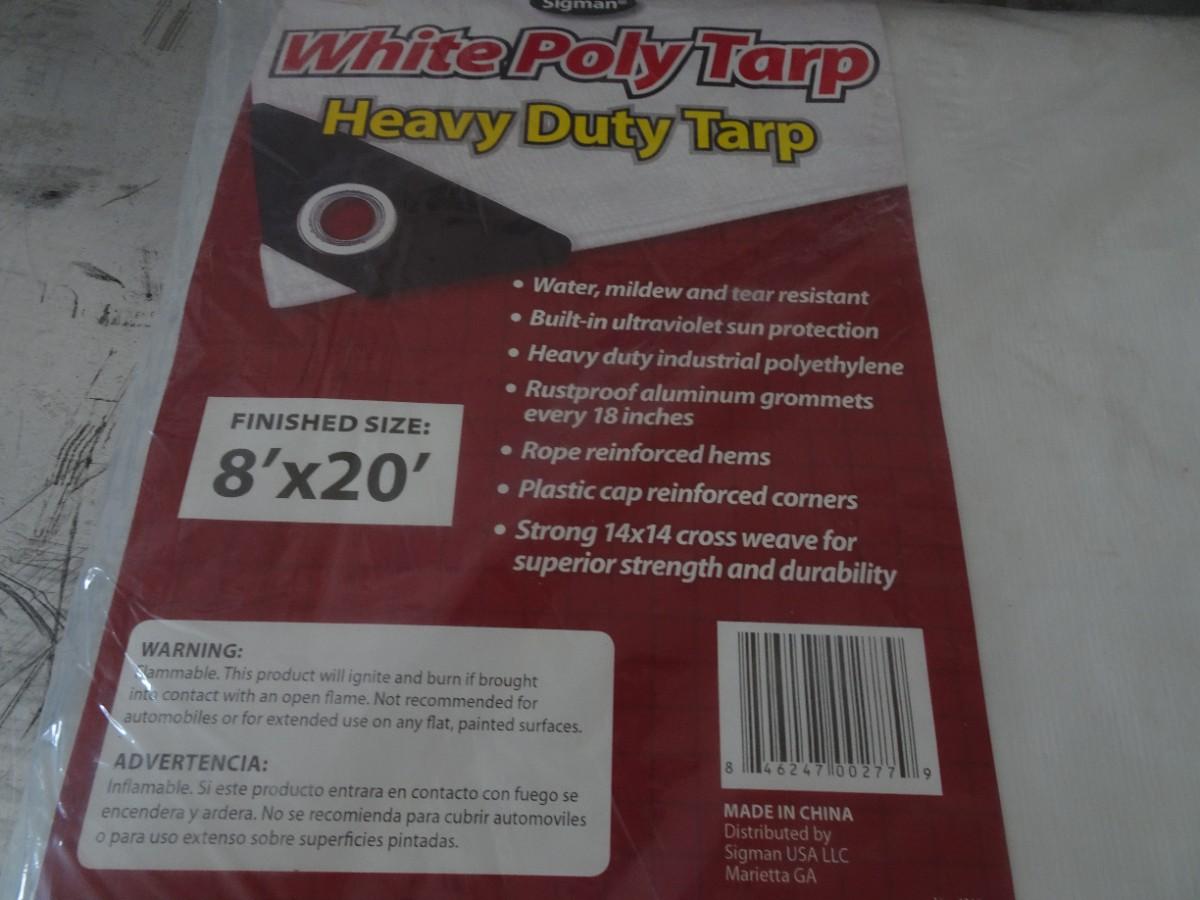 Sigman®
White Poly Tarp
Heavy Duty Tarp
• Water, mildew and tear resistant
• Built-in ultraviolet sun protection
• Heavy duty industrial polyethylene
• Rustproof aluminum grommets
every 18 inches
• Rope reinforced hems
• Plastic cap reinforced corners
• Strong 14x14 cross weave for
superior strength and durability
FINISHED SIZE:
8'x20'
WARNING:
Flammable. This product will ignite and burn if brought
into contact with an open flame. Not recommended for
automobiles or for extended use on any flat, painted surfaces.
ADVERTENCIA:
Inflamable. Si este producto entrara en contacto con fuego se
encendera y ardera. No se recomienda para cubrir automoviles
o para uso extenso sobre superficies pintadas.
8 46247 00277 9
MADE IN CHINA
Distributed by
Sigman USA LLC
Marietta GA